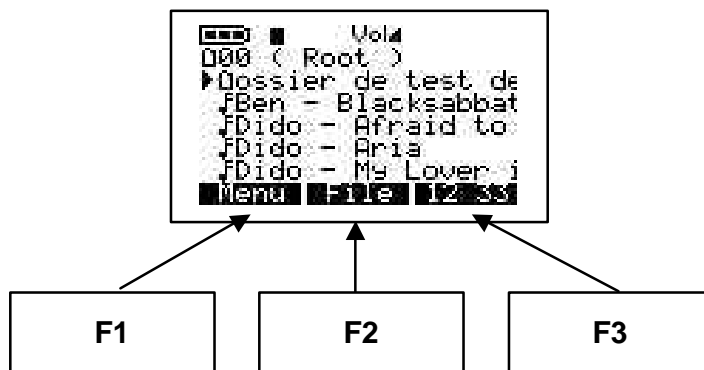 Vol
000 ( Root )
Dossier de test de
Ben - Blacksabbat
Dido - Afraid to
Dido - Aria
Dido - My Lover i
Menu File 12 33
F1 F2 F3